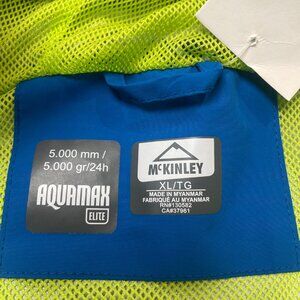 5.000 mm /
5.000 gr/24h
AQUAMAX
ELITE
McKINLEY
XL/TG
MADE IN MYANMAR
FABRIQUÉ AU MYANMAR
RN#130582
CA#37961